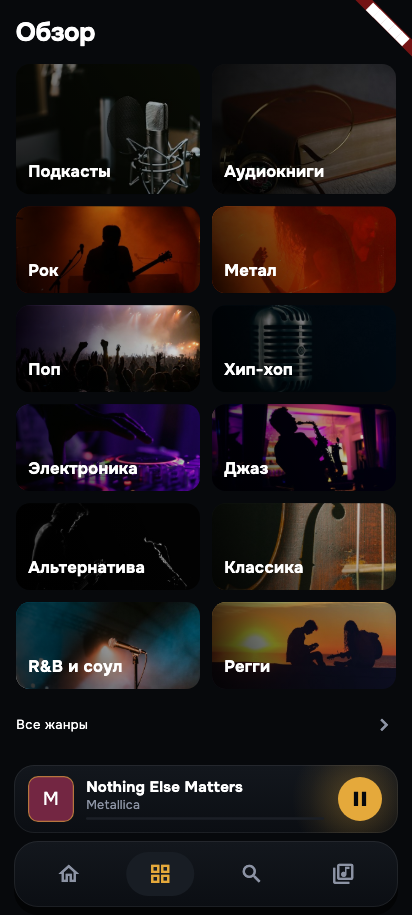 Обзор
Подкасты
Аудиокниги
Рок
Метал
Поп
Хип-хоп
Электроника
Джаз
Альтернатива
Классика
R&B и соул
Регги
Все жанры
M
Nothing Else Matters
Metallica